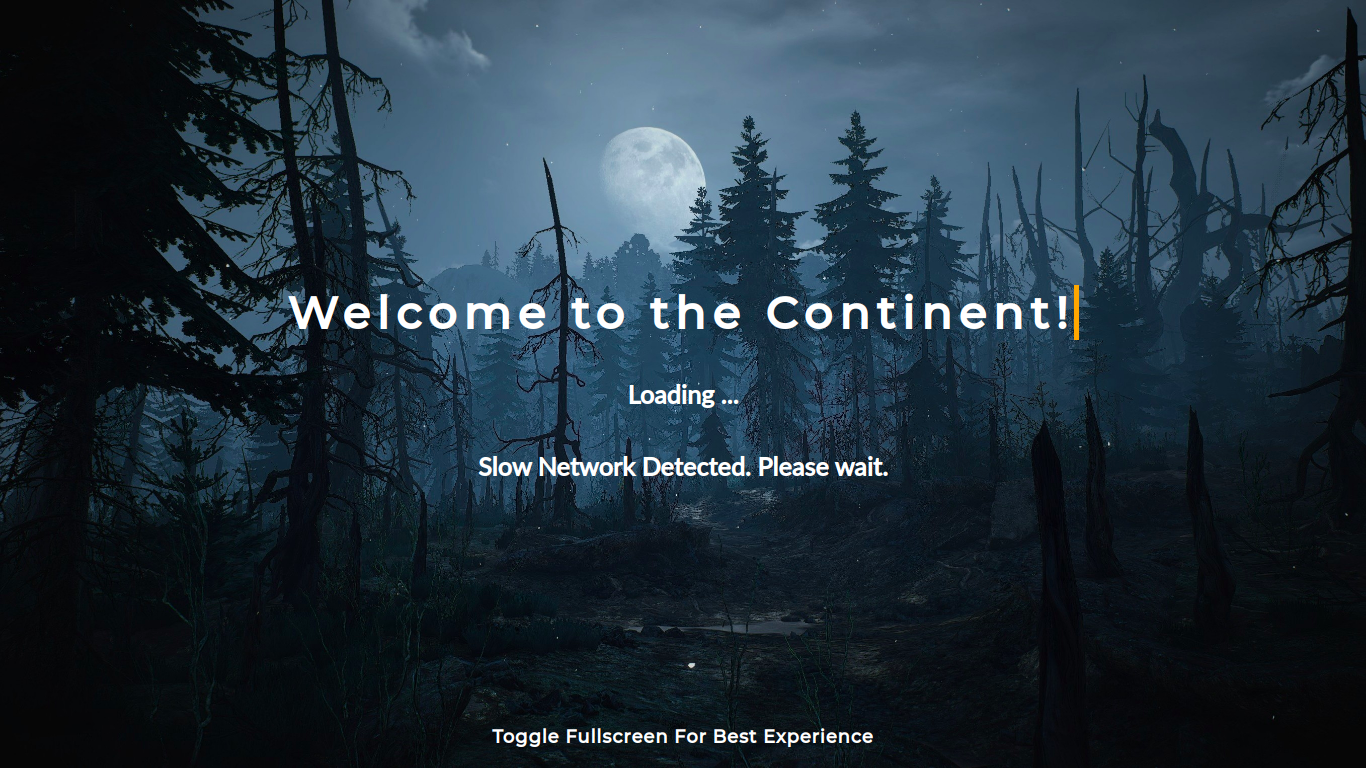 Welcome to the Continent!
Loading ...
Slow Network Detected. Please wait.
Toggle Fullscreen For Best Experience